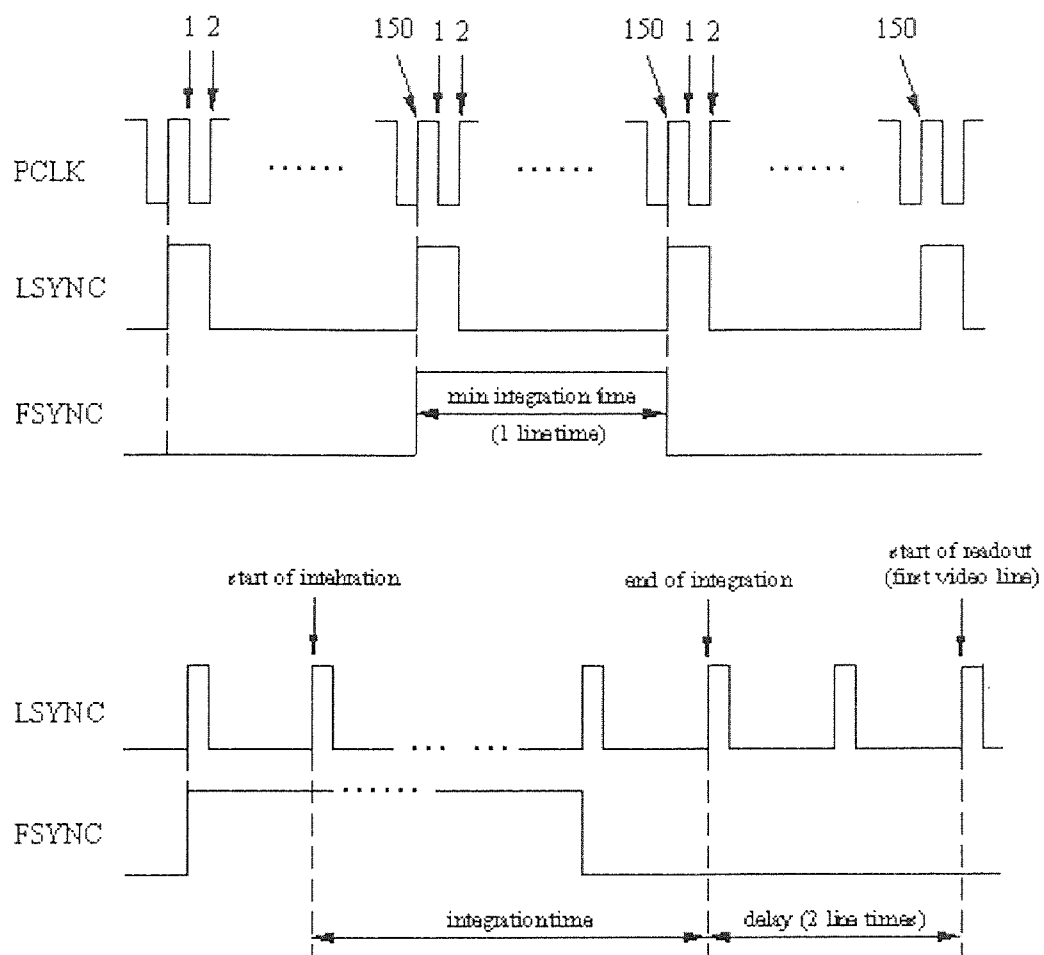 1 2 150 1 2 150 1 2 150
PCLK
......
......
......
LSYNC
FSYNC
min integration time
(1 line time)
start of intehration
end of integration
start of readout
(first video line)
LSYNC
... ...
FSYNC
.......
integrationtime
delay (2 line times)